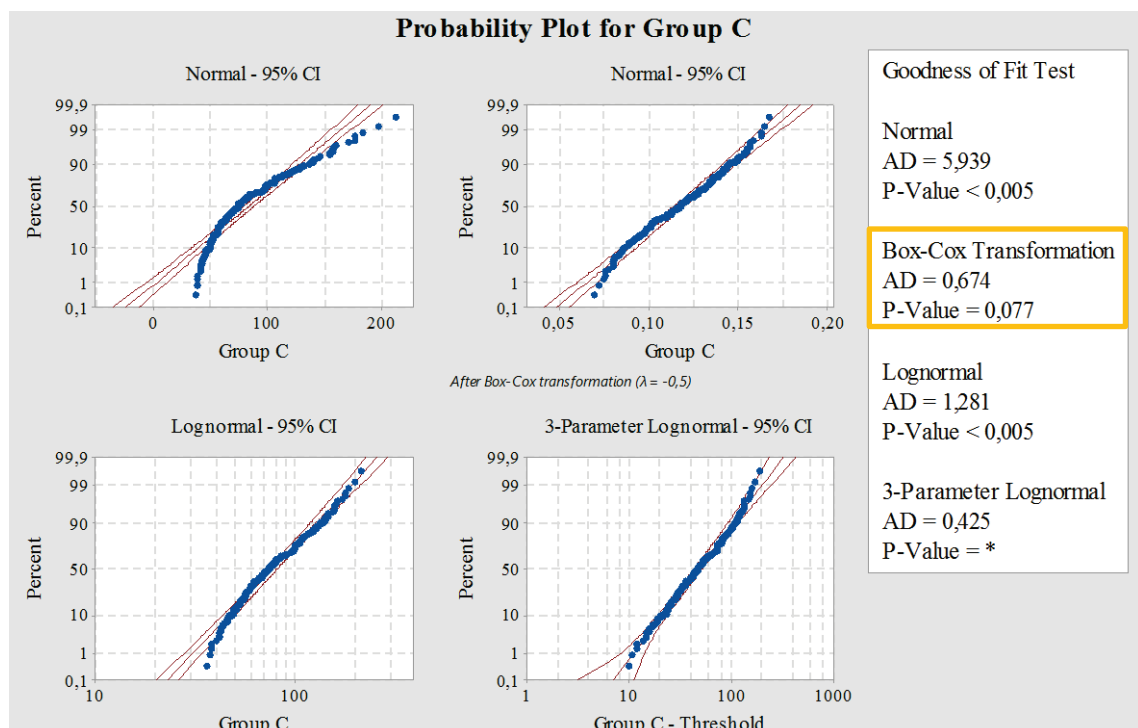 Probability Plot for Group C
Normal - 95% CI
99,9
99
90
50
10
1
0,1
Percent
0
100
200
Group C
Normal - 95% CI
99,9
99
90
50
10
1
0,1
Percent
0,05
0,10
0,15
0,20
Group C
After Box-Cox transformation (λ = -0,5)
Lognormal - 95% CI
99,9
99
90
50
10
1
0,1
Percent
10
100
Group C
3-Parameter Lognormal - 95% CI
99,9
99
90
50
10
1
0,1
Percent
1
10
100
1000
Group C - Threshold
Goodness of Fit Test
Normal
AD = 5,939
P-Value < 0,005
Box-Cox Transformation
AD = 0,674
P-Value = 0,077
Lognormal
AD = 1,281
P-Value < 0,005
3-Parameter Lognormal
AD = 0,425
P-Value = *